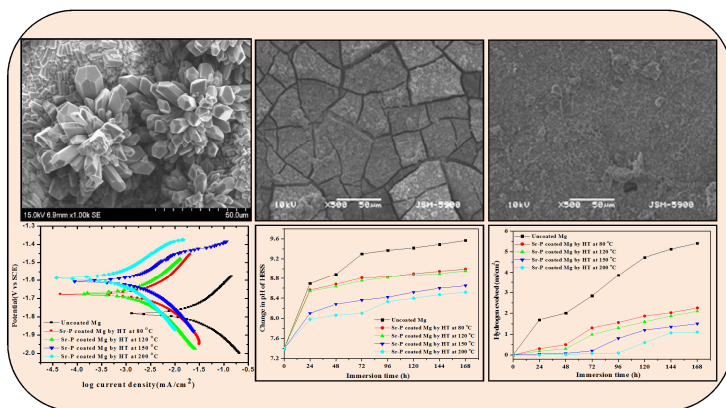 15.0kV 6.9mm x1.00k SE
50.0um
10kV
X500
50µm
JSM-5900
10kV
X500
50µm
JSM-5900
-1.3
-1.4
-1.5
-1.6
-1.7
-1.8
-1.9
-2.0
Potential(V vs SCE)
Uncoated Mg
Sr-P coated Mg by HT at 80 °C
Sr-P coated Mg by HT at 120 °C
Sr-P coated Mg by HT at 150 °C
Sr-P coated Mg by HT at 200 °C
-4.5 -4.0 -3.5 -3.0 -2.5 -2.0 -1.5 -1.0 -0.5
log current density(mA/cm²)
9.6
9.2
8.8
8.4
8.0
7.6
7.2
Change in pH of HBSS
Uncoated Mg
Sr-P coated Mg by HT at 80 °C
Sr-P coated Mg by HT at 120 °C
Sr-P coated Mg by HT at 150 °C
Sr-P coated Mg by HT at 200 °C
0 24 48 72 96 120 144 168
Immersion time (h)
6
5
4
3
2
1
0
Hydrogen evolved (ml/cm²)
Uncoated Mg
Sr-P coated Mg by HT at 80 °C
Sr-P coated Mg by HT at 120 °C
Sr-P coated Mg by HT at 150 °C
Sr-P coated Mg by HT at 200 °C
0 24 48 72 96 120 144 168
Immersion time (h)